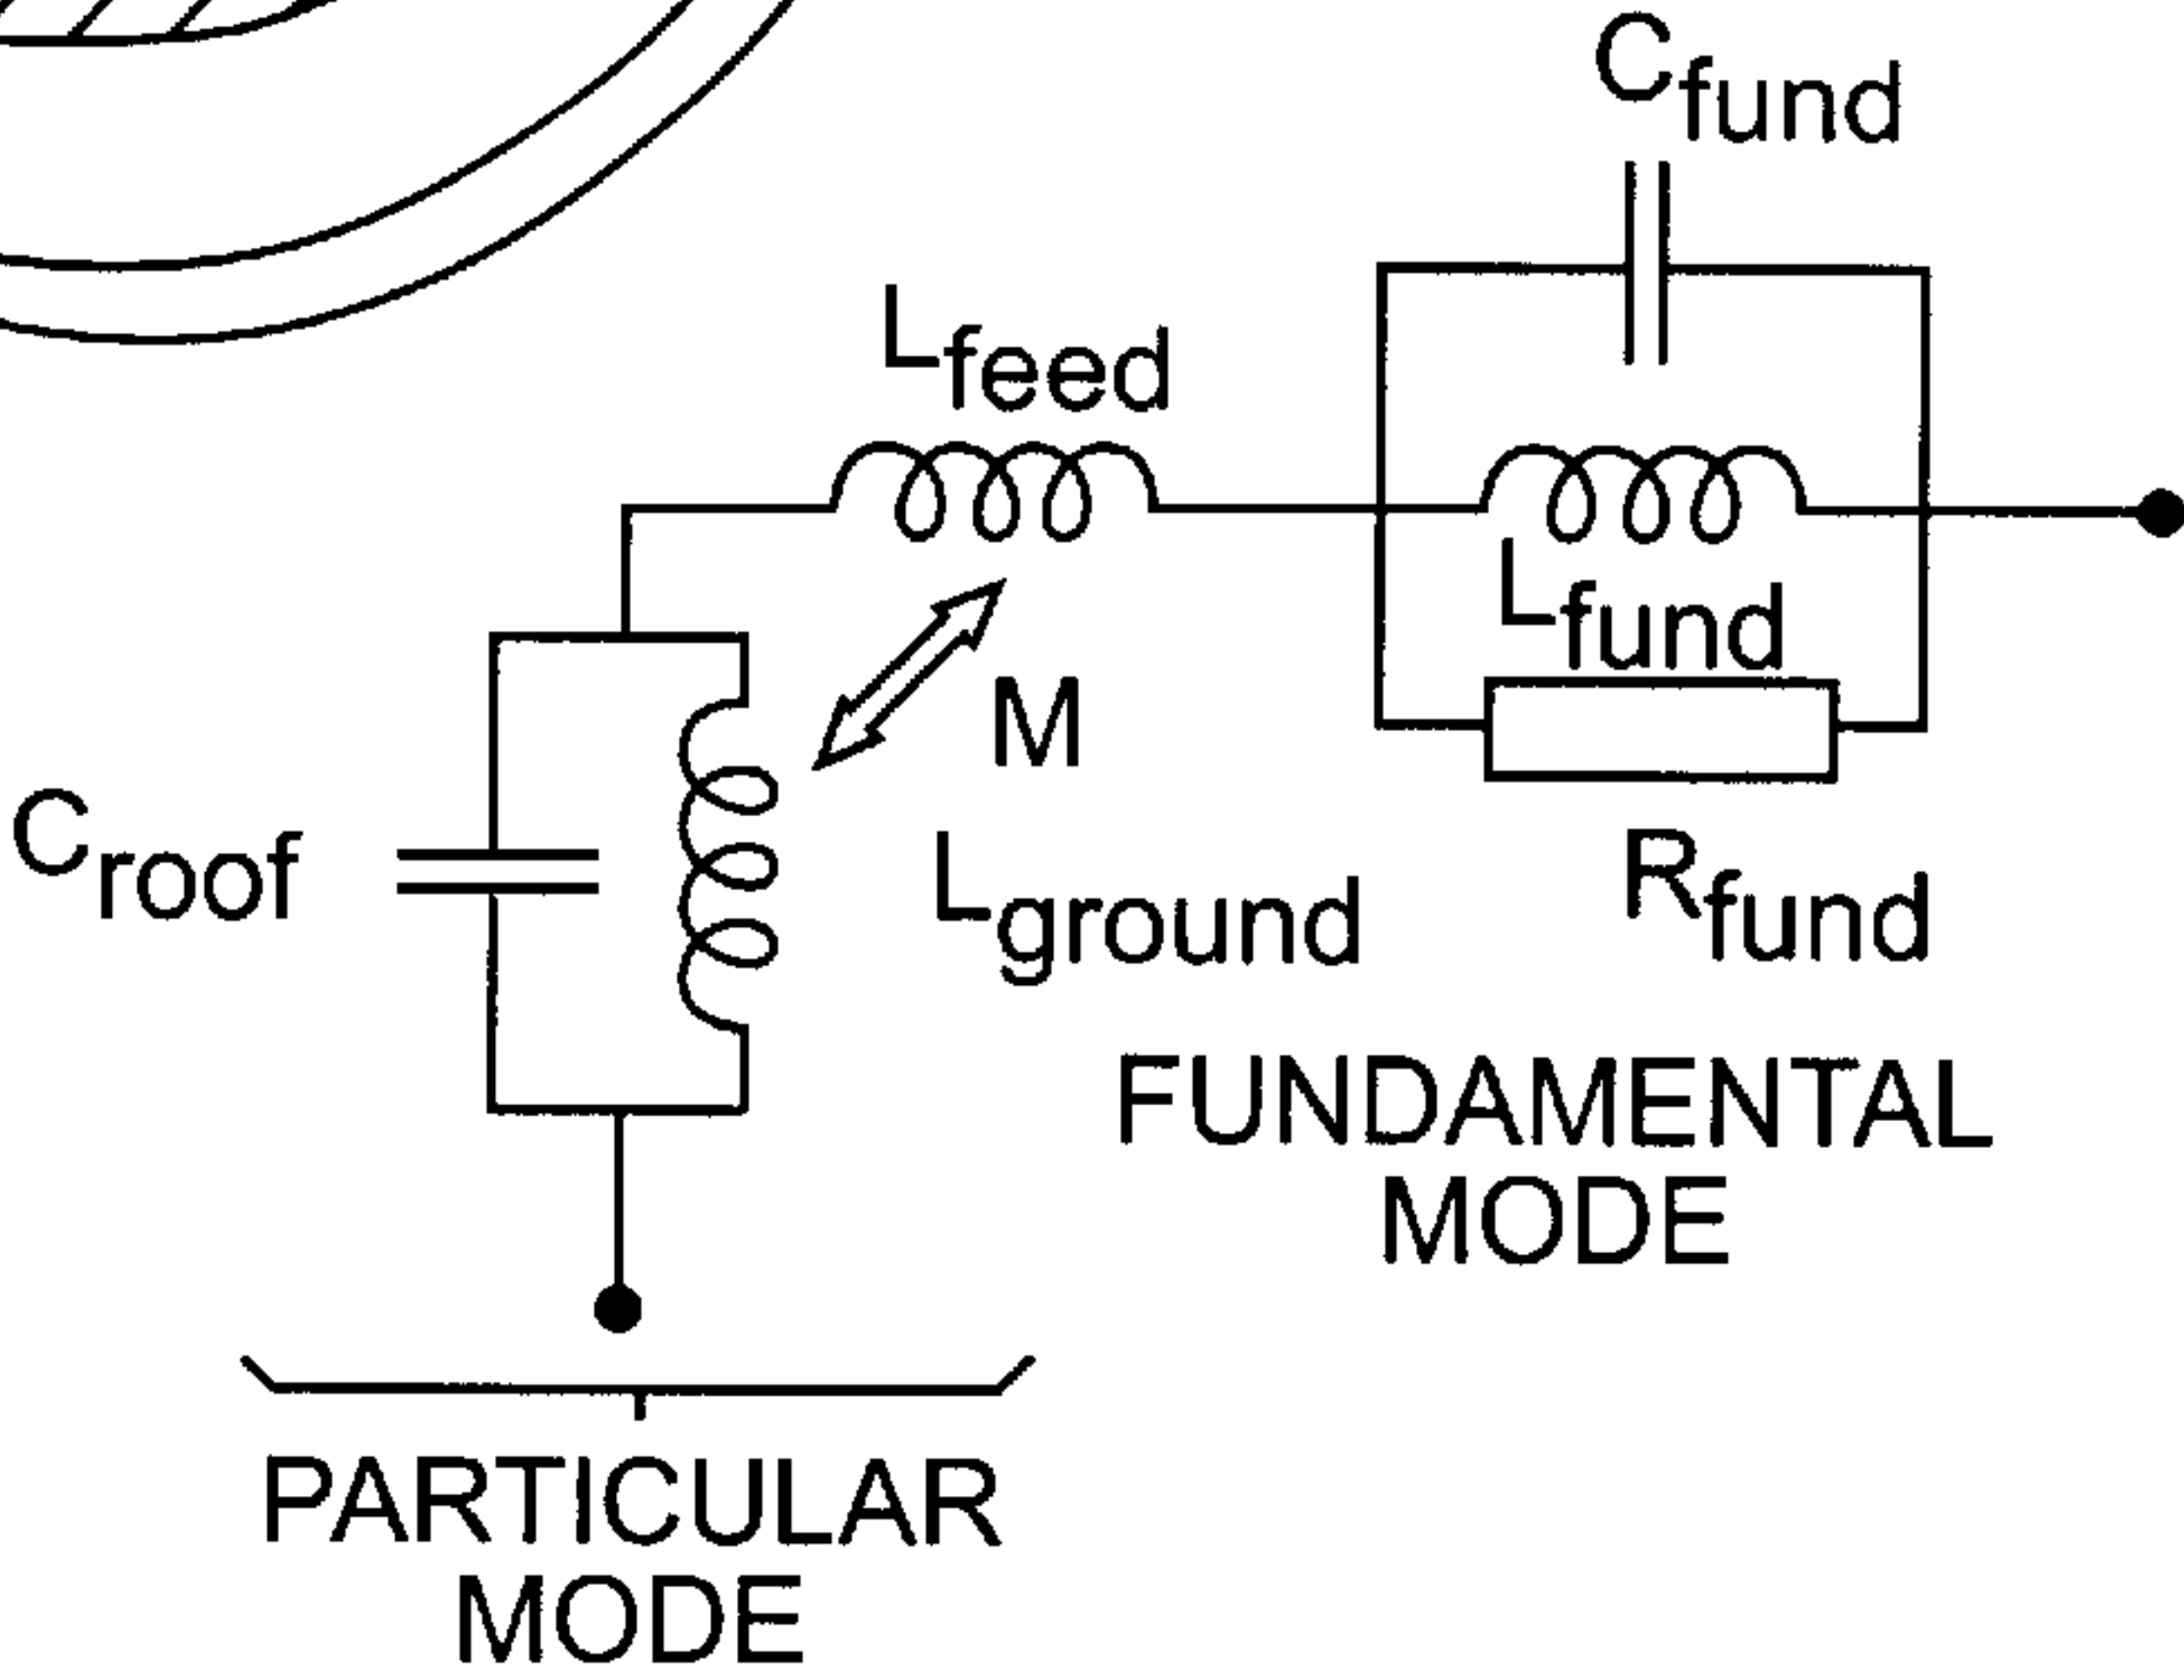 Cfund
Lfeed
Lfund
M
Croof
Lground
Rfund
FUNDAMENTAL
MODE
PARTICULAR
MODE